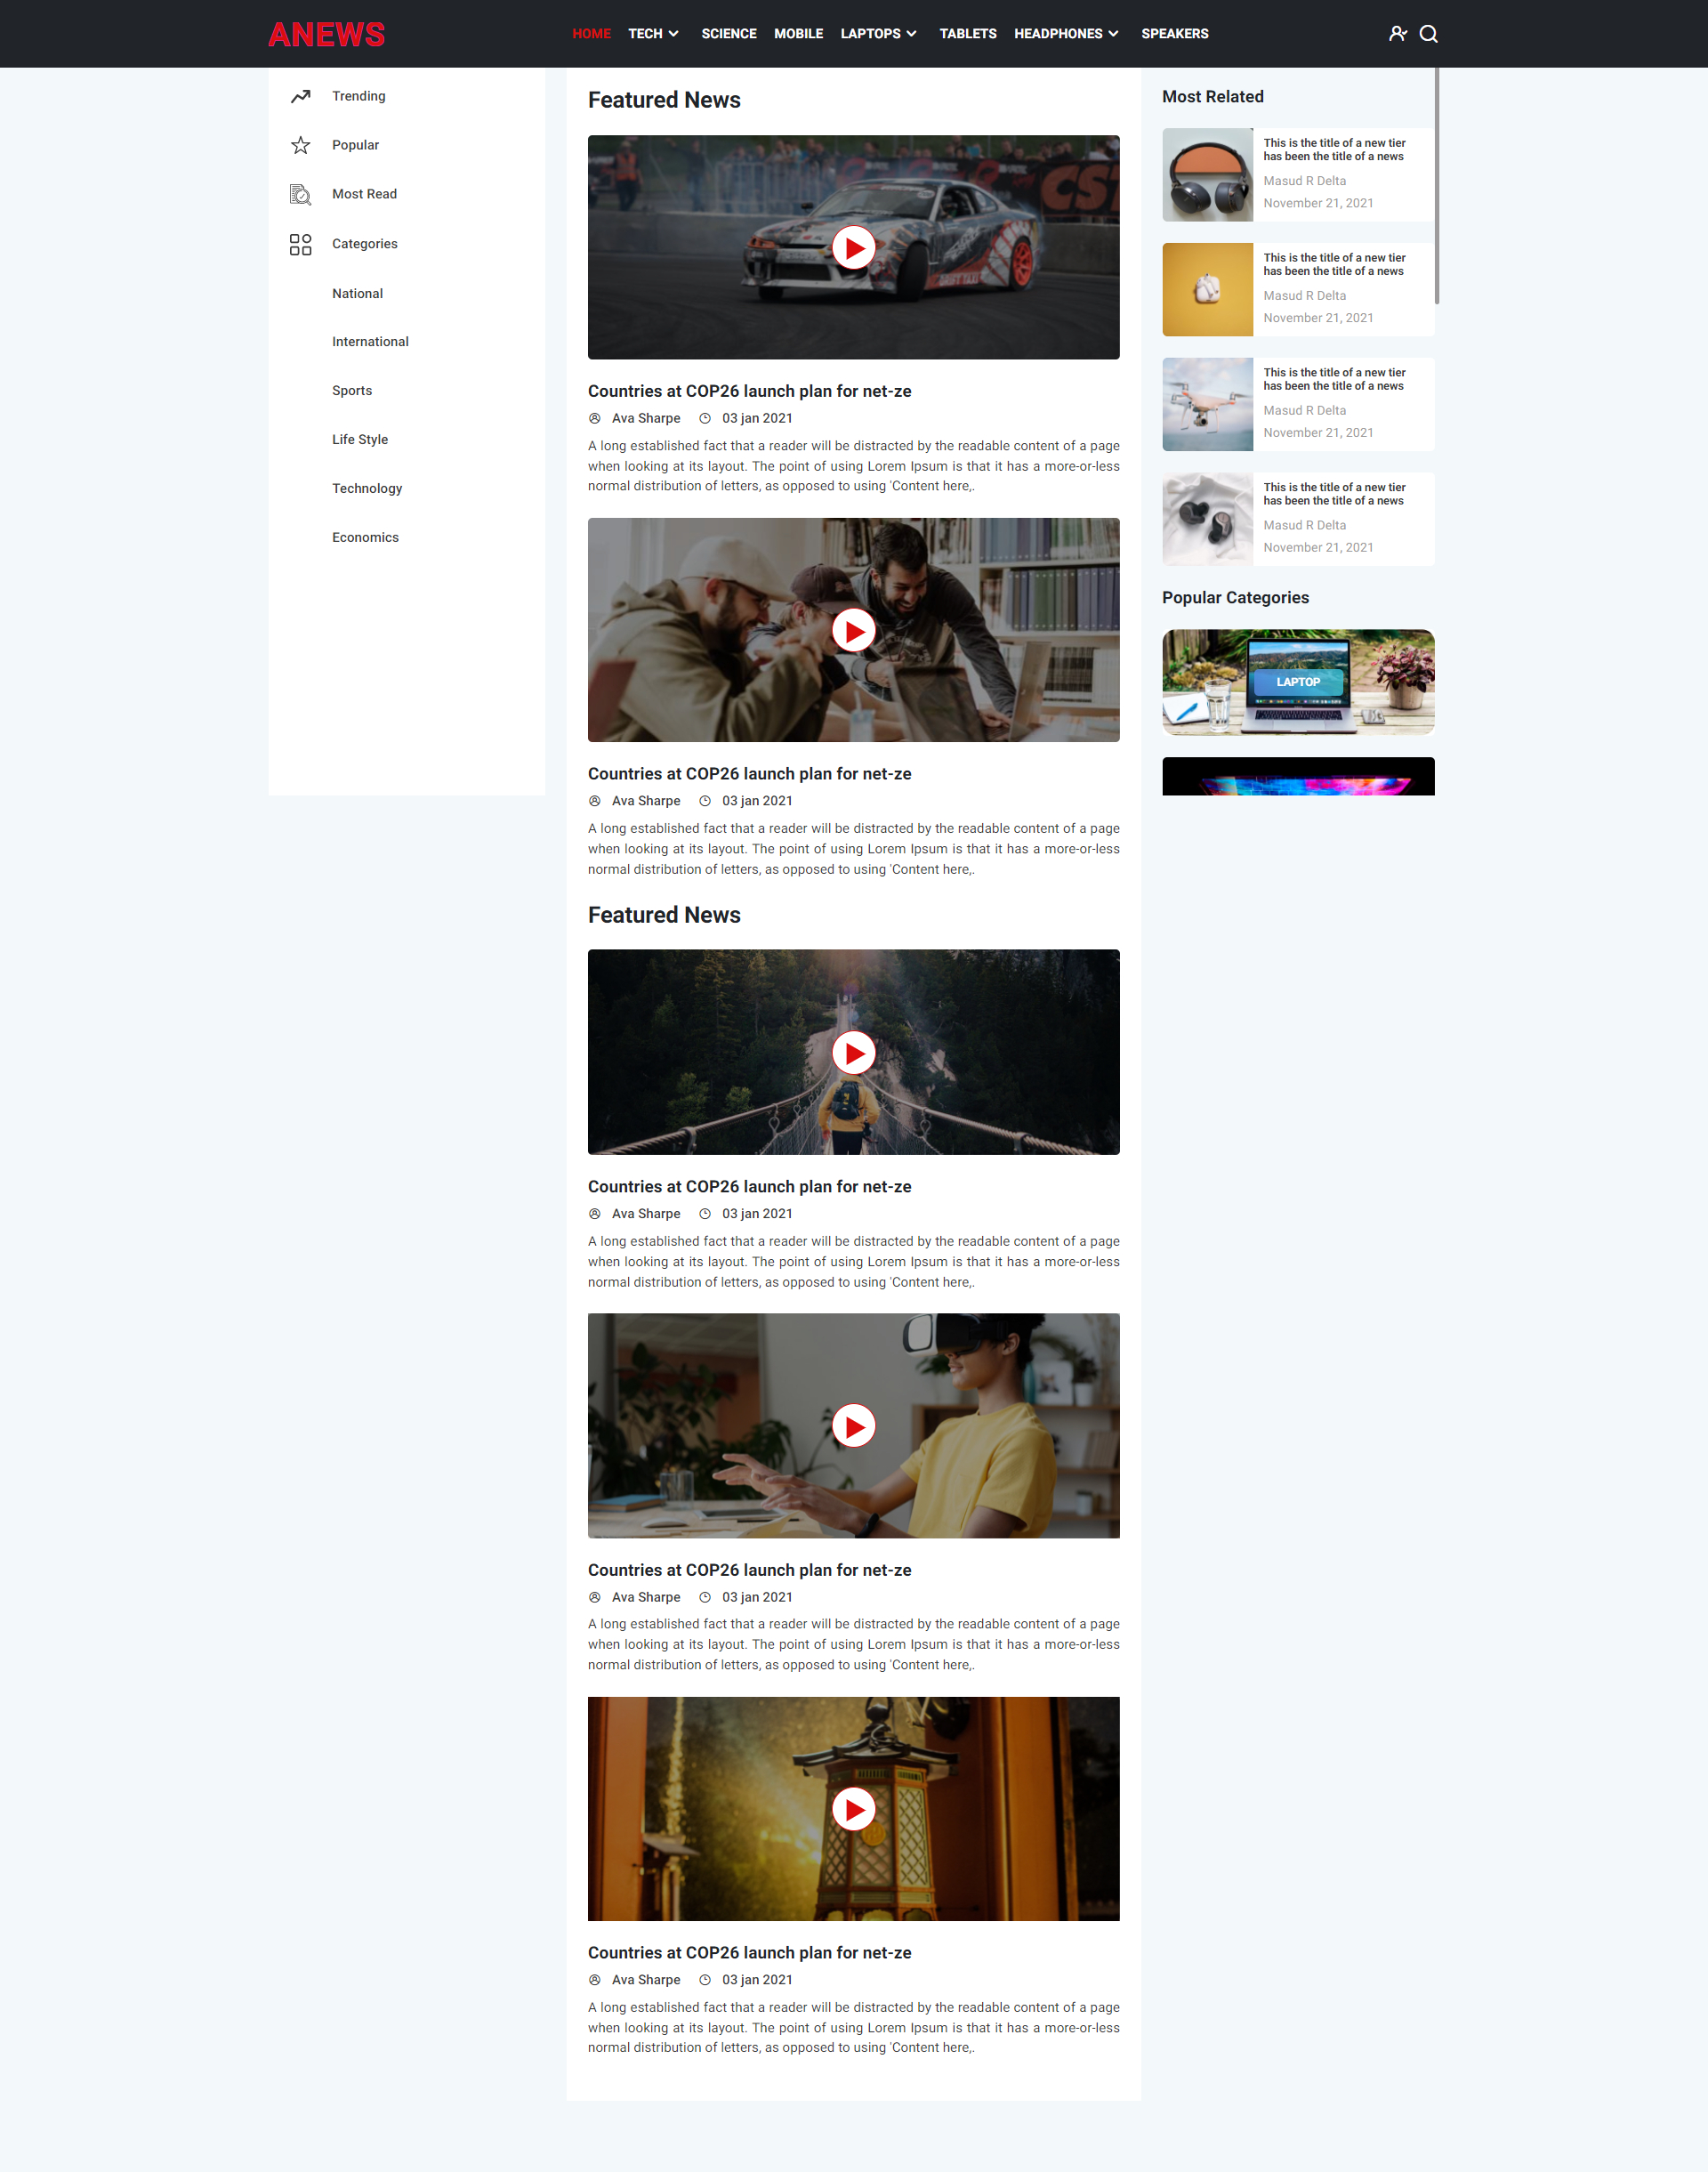 ANEWS
HOME TECH SCIENCE MOBILE LAPTOPS TABLETS HEADPHONES SPEAKERS
Trending
Popular
Most Read
Categories
National
International
Sports
Life Style
Technology
Economics
Featured News
CST
Countries at COP26 launch plan for net-ze
Ava Sharpe 03 jan 2021
A long established fact that a reader will be distracted by the readable content of a page
when looking at its layout. The point of using Lorem Ipsum is that it has a more-or-less
normal distribution of letters, as opposed to using 'Content here,.
Countries at COP26 launch plan for net-ze
Ava Sharpe 03 jan 2021
A long established fact that a reader will be distracted by the readable content of a page
when looking at its layout. The point of using Lorem Ipsum is that it has a more-or-less
normal distribution of letters, as opposed to using 'Content here,.
Featured News
Countries at COP26 launch plan for net-ze
Ava Sharpe 03 jan 2021
A long established fact that a reader will be distracted by the readable content of a page
when looking at its layout. The point of using Lorem Ipsum is that it has a more-or-less
normal distribution of letters, as opposed to using 'Content here,.
Countries at COP26 launch plan for net-ze
Ava Sharpe 03 jan 2021
A long established fact that a reader will be distracted by the readable content of a page
when looking at its layout. The point of using Lorem Ipsum is that it has a more-or-less
normal distribution of letters, as opposed to using 'Content here,.
Countries at COP26 launch plan for net-ze
Ava Sharpe 03 jan 2021
A long established fact that a reader will be distracted by the readable content of a page
when looking at its layout. The point of using Lorem Ipsum is that it has a more-or-less
normal distribution of letters, as opposed to using 'Content here,.
Most Related
This is the title of a new tier
has been the title of a news
Masud R Delta
November 21, 2021
This is the title of a new tier
has been the title of a news
Masud R Delta
November 21, 2021
This is the title of a new tier
has been the title of a news
Masud R Delta
November 21, 2021
This is the title of a new tier
has been the title of a news
Masud R Delta
November 21, 2021
Popular Categories
LAPTOP